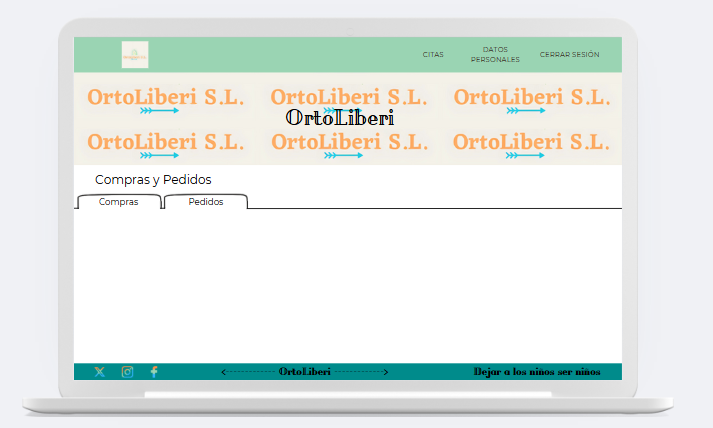 CITAS
DATOS
PERSONALES
CERRAR SESIÓN
OrtoLiberi S.L. OrtoLiberi S.L. OrtoLiberi S.L.
OrtoLiberi
OrtoLiberi S.L. OrtoLiberi S.L. OrtoLiberi S.L.
Compras y Pedidos
Compras Pedidos
OrtoLiberi
Dejar a los niños ser niños